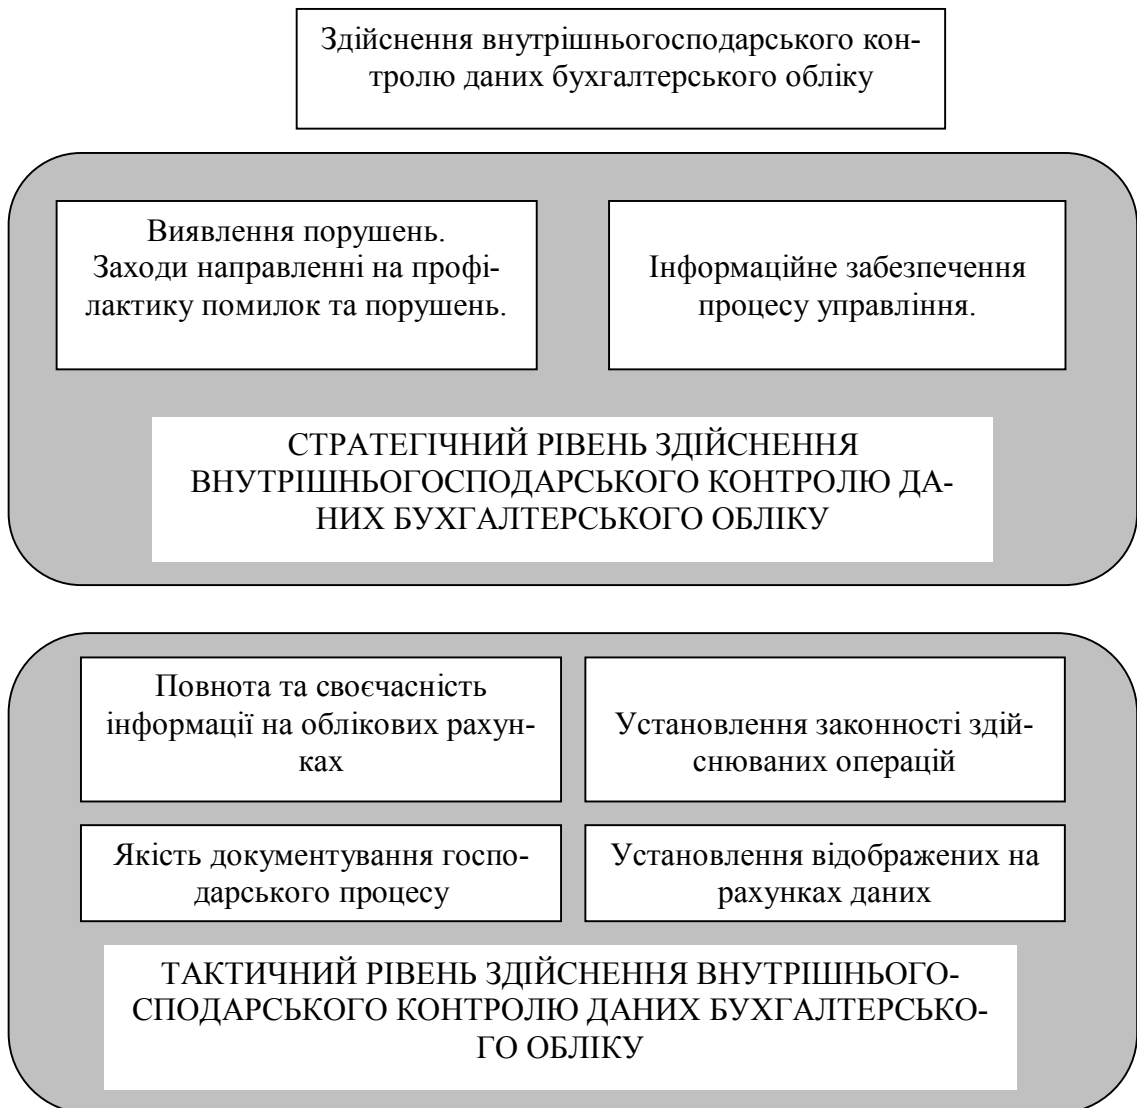 Здійснення внутрішньогосподарського кон-
тролю даних бухгалтерського обліку
Виявлення порушень.
Заходи направленні на профі-
лактику помилок та порушень.
Інформаційне забезпечення
процесу управління.
СТРАТЕГІЧНИЙ РІВЕНЬ ЗДІЙСНЕННЯ
ВНУТРІШНЬОГОСПОДАРСЬКОГО КОНТРОЛЮ ДА-
НИХ БУХГАЛТЕРСЬКОГО ОБЛІКУ
Повнота та своєчасність
інформації на облікових рахун-
ках
Установлення законності здій-
снюваних операцій
Якість документування госпо-
дарського процесу
Установлення відображених на
рахунках даних
ТАКТИЧНИЙ РІВЕНЬ ЗДІЙСНЕННЯ ВНУТРІШНЬОГО-
СПОДАРСЬКОГО КОНТРОЛЮ ДАНИХ БУХГАЛТЕРСЬКО-
ГО ОБЛІКУ